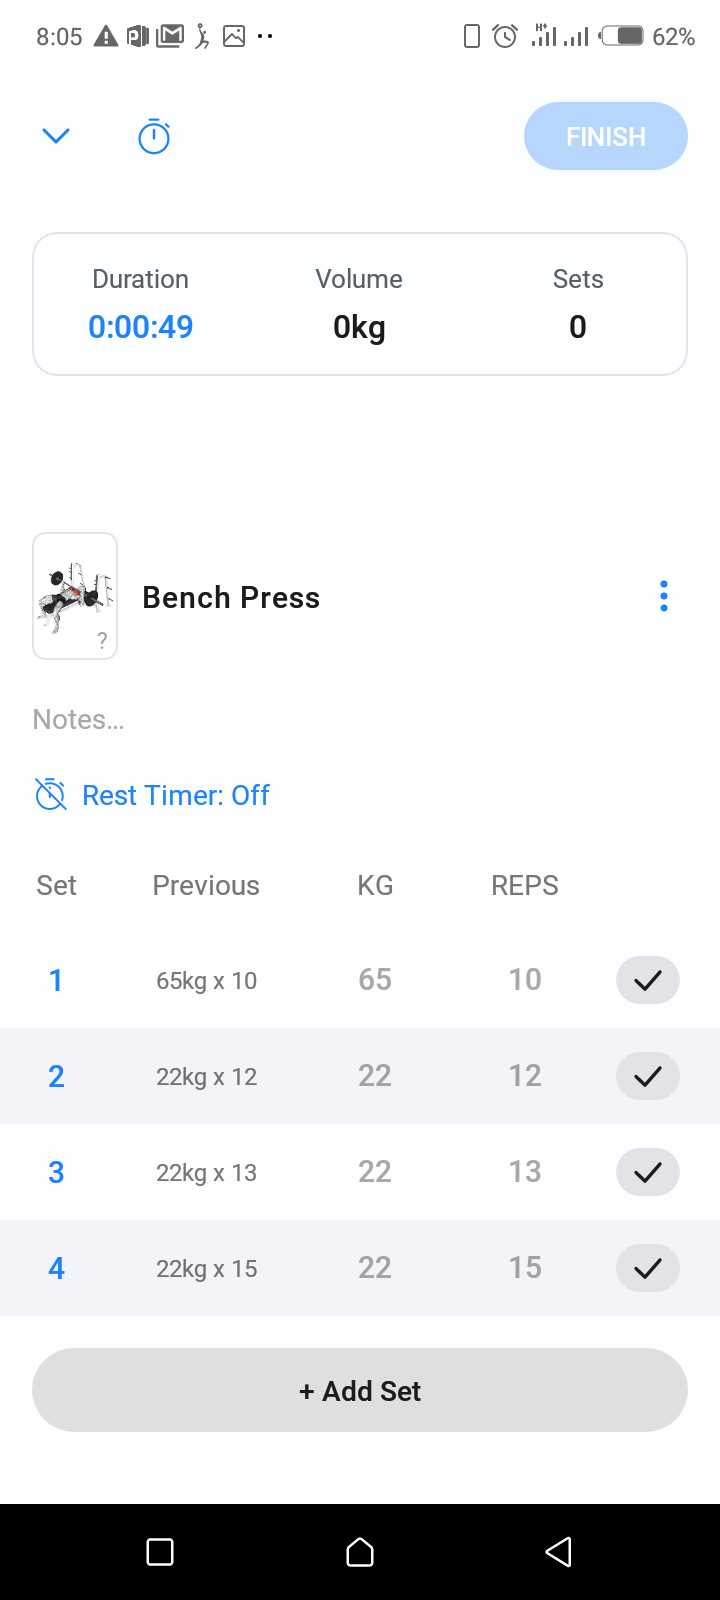 8:05 H+ 62%
FINISH
Duration Volume Sets
0:00:49 0kg 0
Bench Press
?
Notes...
Rest Timer: Off
Set Previous KG REPS
1 65kg x 10 65 10
2 22kg x 12 22 12
3 22kg x 13 22 13
4 22kg x 15 22 15
+ Add Set